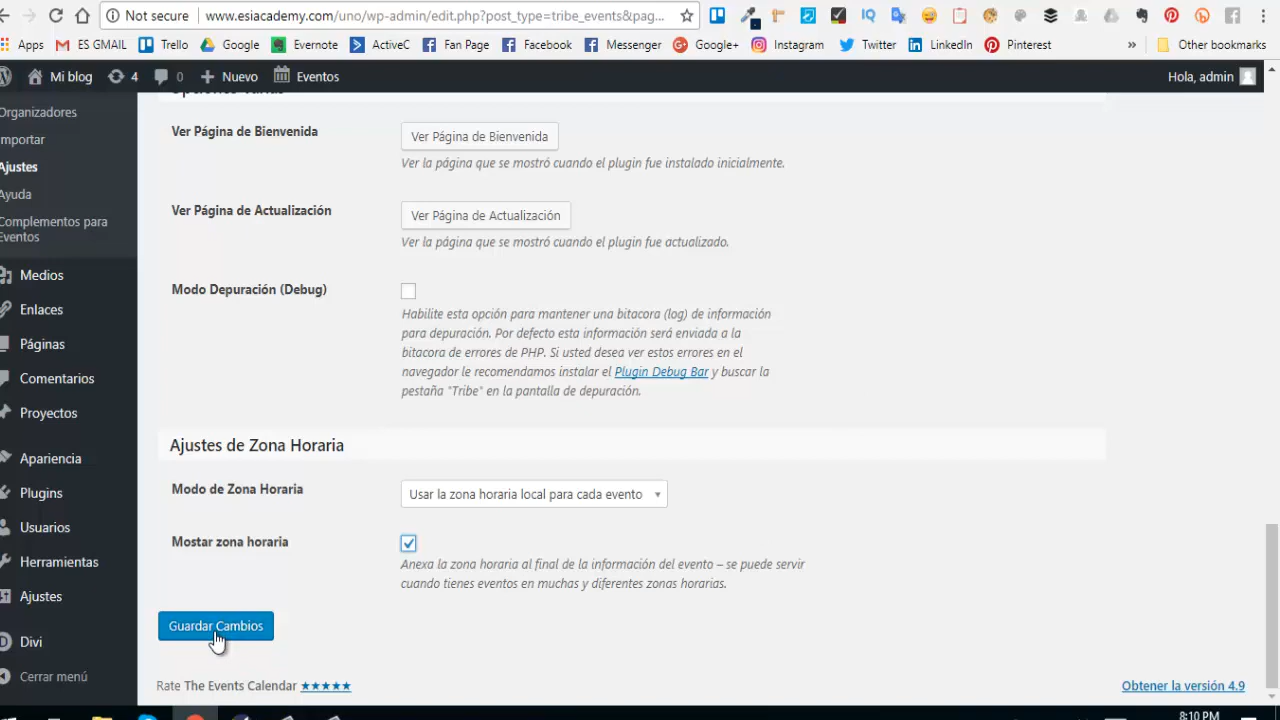 Not secure | www.esiacademy.com/uno/wp-admin/edit.php?post_type=tribe_events&pag...
Apps ES GMAIL Trello Google Evernote ActiveC Fan Page Facebook Messenger Google+ Instagram Twitter LinkedIn Pinterest » Other bookmarks
Mi blog 4 0 Nuevo Eventos Hola, admin
Organizadores
Importar
Ajustes
Ayuda
Complementos para
Eventos
Medios
Enlaces
Páginas
Comentarios
Proyectos
Apariencia
Plugins
Usuarios
Herramientas
Ajustes
Divi
Cerrar menú
Opciones varias
Ver Página de Bienvenida
Ver Página de Bienvenida
Ver la página que se mostró cuando el plugin fue instalado inicialmente.
Ver Página de Actualización
Ver Página de Actualización
Ver la página que se mostró cuando el plugin fue actualizado.
Modo Depuración (Debug)
Habilite esta opción para mantener una bitacora (log) de información
para depuración. Por defecto esta información será enviada a la
bitacora de errores de PHP. Si usted desea ver estos errores en el
navegador le recomendamos instalar el Plugin Debug Bar y buscar la
pestaña "Tribe" en la pantalla de depuración.
Ajustes de Zona Horaria
Modo de Zona Horaria
Usar la zona horaria local para cada evento
Mostar zona horaria
Anexa la zona horaria al final de la información del evento – se puede servir
cuando tienes eventos en muchas y diferentes zonas horarias.
Guardar Cambios
Rate The Events Calendar ★★★★★
Obtener la versión 4.9
8:10 PM